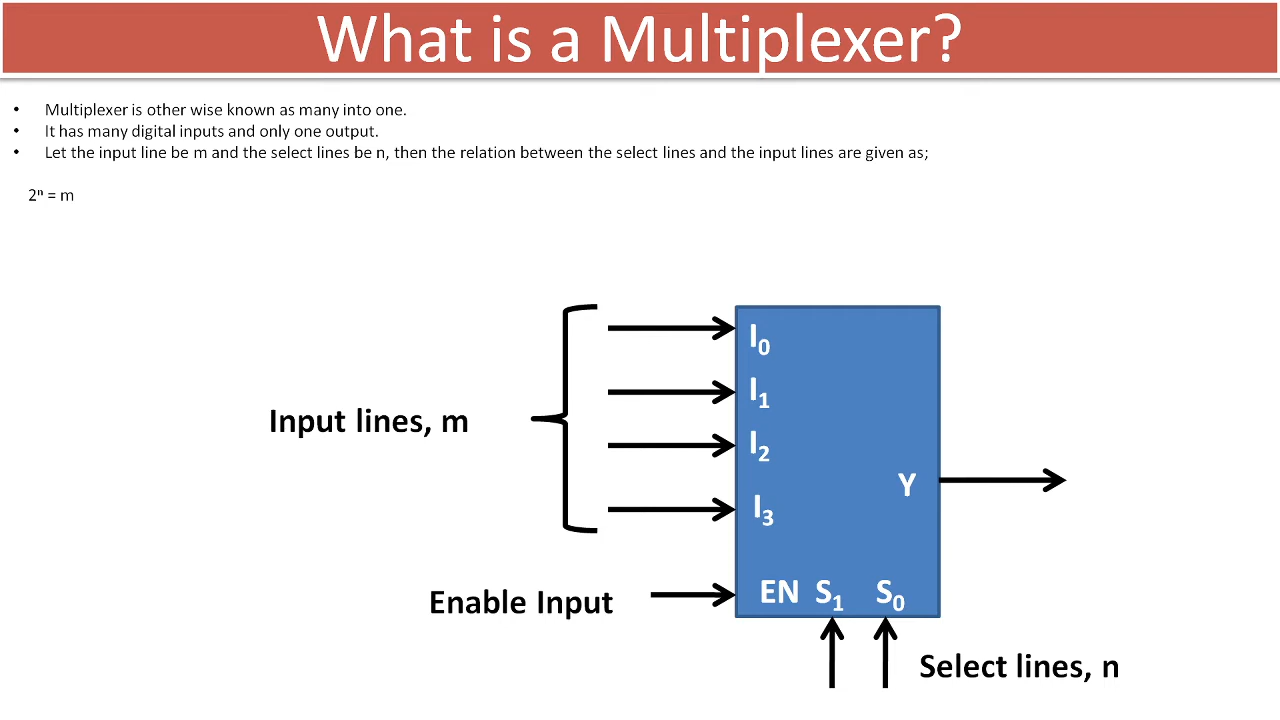 What is a Multiplexer?
• Multiplexer is other wise known as many into one.
• It has many digital inputs and only one output.
• Let the input line be m and the select lines be n, then the relation between the select lines and the input lines are given as;
2ⁿ = m
I₀
I₁
Input lines, m
I₂
Y
I₃
Enable Input
EN S₁ S₀
Select lines, n